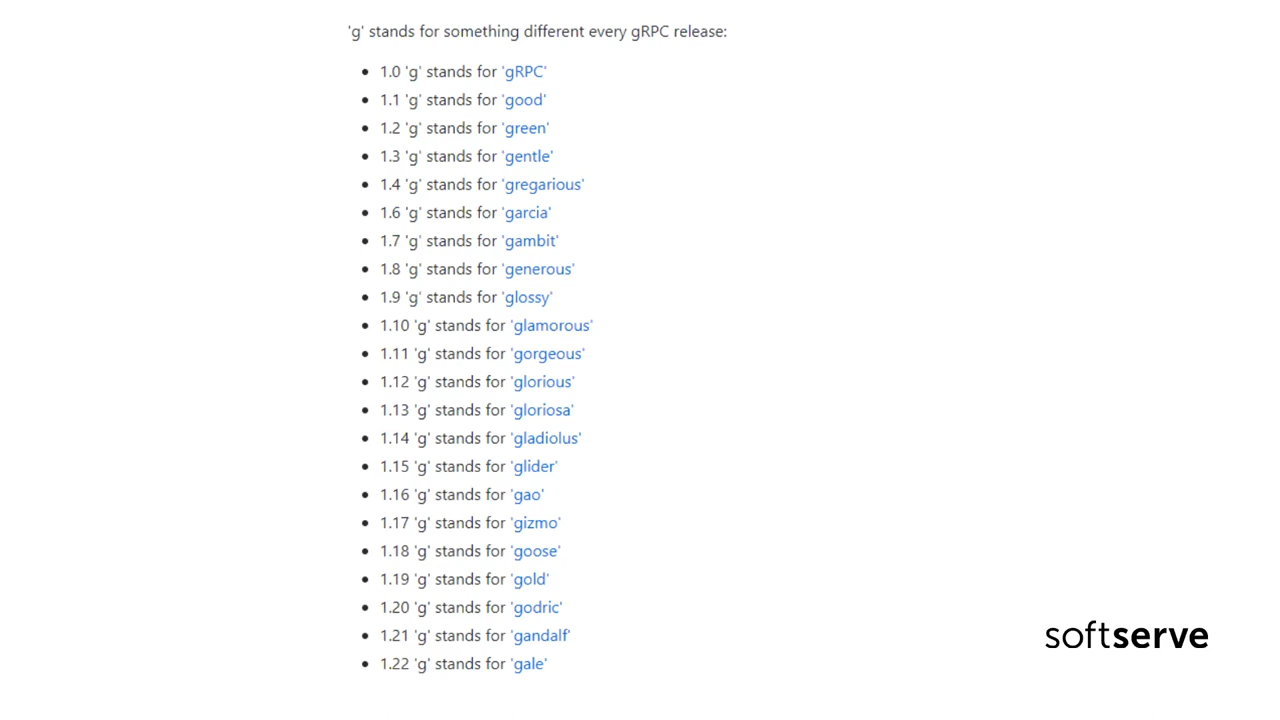 'g' stands for something different every gRPC release:
• 1.0 'g' stands for 'gRPC'
• 1.1 'g' stands for 'good'
• 1.2 'g' stands for 'green'
• 1.3 'g' stands for 'gentle'
• 1.4 'g' stands for 'gregarious'
• 1.6 'g' stands for 'garcia'
• 1.7 'g' stands for 'gambit'
• 1.8 'g' stands for 'generous'
• 1.9 'g' stands for 'glossy'
• 1.10 'g' stands for 'glamorous'
• 1.11 'g' stands for 'gorgeous'
• 1.12 'g' stands for 'glorious'
• 1.13 'g' stands for 'gloriosa'
• 1.14 'g' stands for 'gladiolus'
• 1.15 'g' stands for 'glider'
• 1.16 'g' stands for 'gao'
• 1.17 'g' stands for 'gizmo'
• 1.18 'g' stands for 'goose'
• 1.19 'g' stands for 'gold'
• 1.20 'g' stands for 'godric'
• 1.21 'g' stands for 'gandalf'
• 1.22 'g' stands for 'gale'
softserve